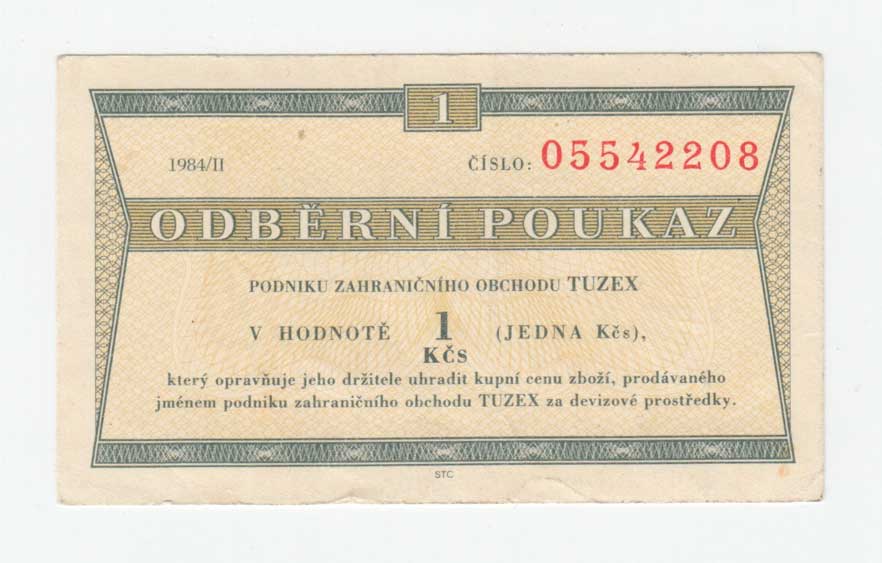 1
1984/II ČÍSLO: 05542208
ODBĚRNÍ POUKAZ
PODNIKU ZAHRANIČNÍHO OBCHODU TUZEX
V HODNOTĚ 1 (JEDNA Kčs),
KČS
který opravňuje jeho držitele uhradit kupní cenu zboží, prodávaného
jménem podniku zahraničního obchodu TUZEX za devizové prostředky.
STC